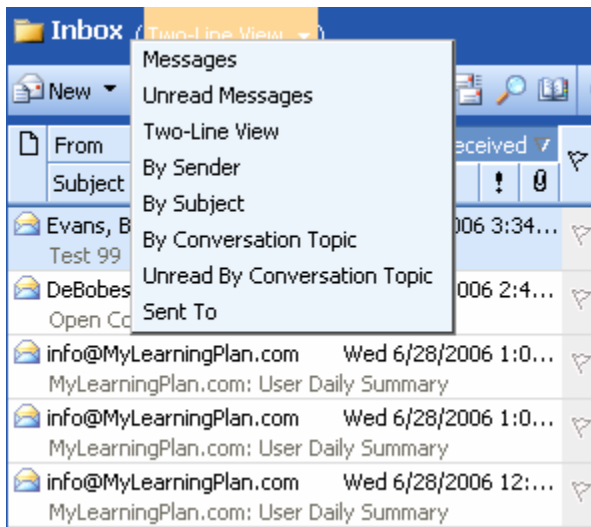 Inbox (Two-Line View)
Messages
New
Unread Messages
Two-Line View
From
eceived
By Sender
Subject
!
By Subject
Evans, B
006 3:34...
Test 99
By Conversation Topic
Unread By Conversation Topic
DeBobes
006 2:4...
Open Co
Sent To
info@MyLearningPlan.com Wed 6/28/2006 1:0...
MyLearningPlan.com: User Daily Summary
info@MyLearningPlan.com Wed 6/28/2006 1:0...
MyLearningPlan.com: User Daily Summary
info@MyLearningPlan.com Wed 6/28/2006 12:...
MyLearningPlan.com: User Daily Summary